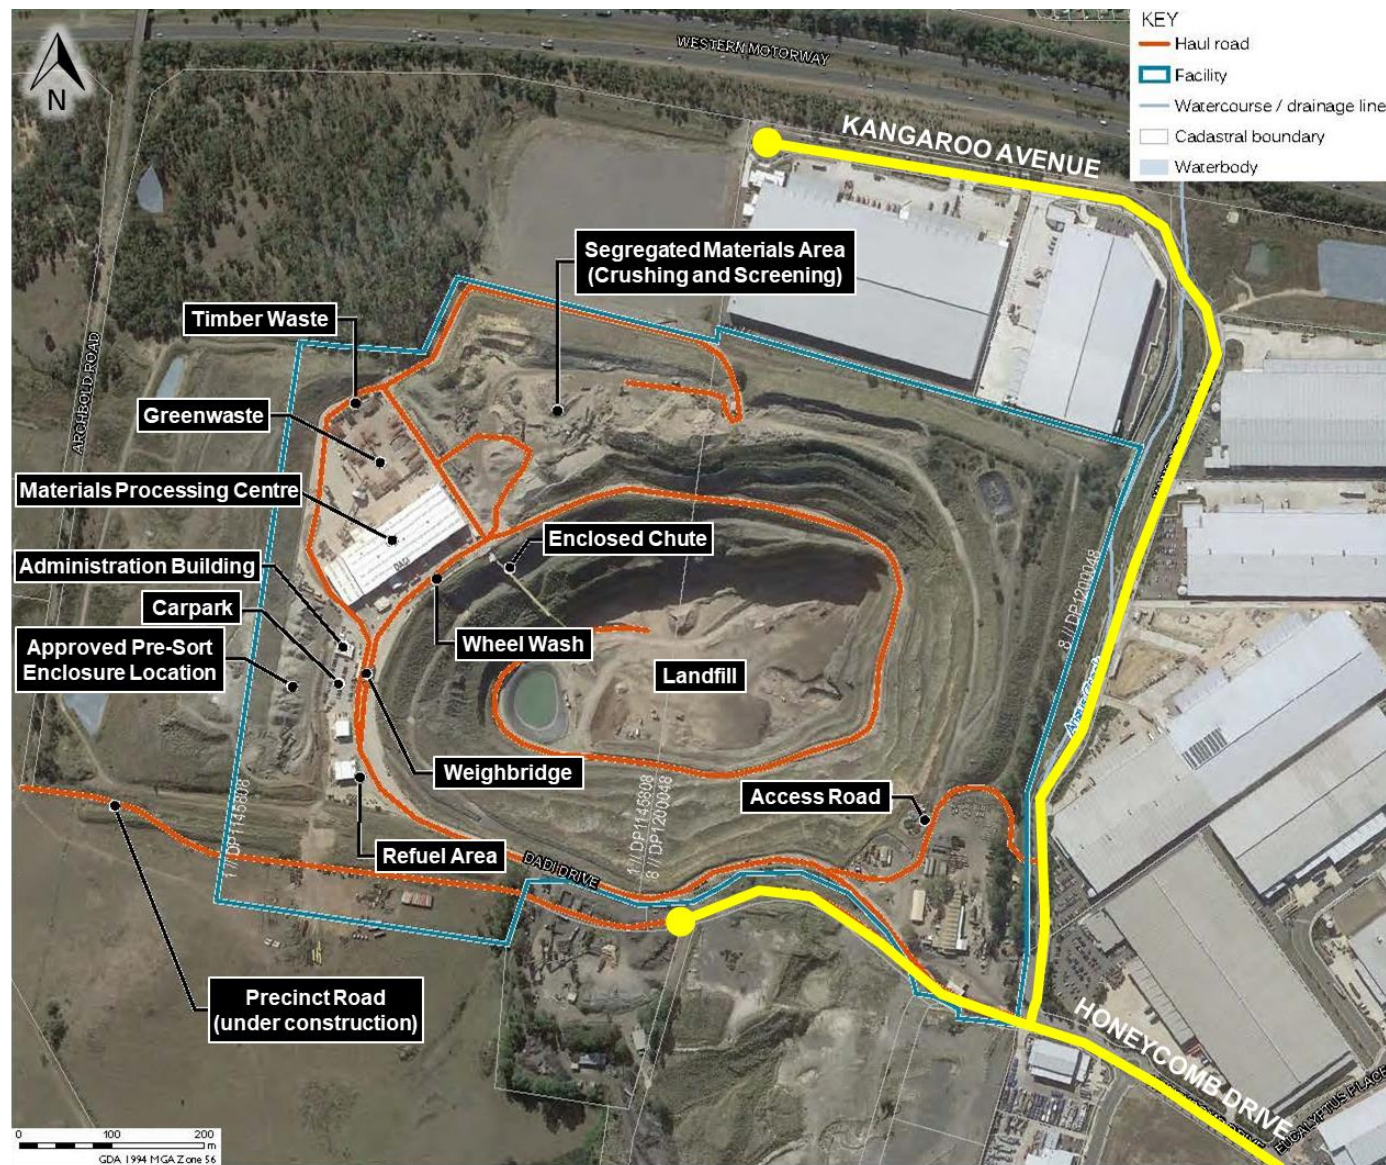 KEY
Haul road
Facility
Watercourse / drainage line
Cadastral boundary
Waterbody
WESTERN MOTORWAY
N
KANGAROO AVENUE
Segregated Materials Area
(Crushing and Screening)
Timber Waste
ARCHBOLD ROAD
Greenwaste
Materials Processing Centre
DADI
Enclosed Chute
Administration Building
Carpark
Wheel Wash
8 // DP1200048
Approved Pre-Sort
Enclosure Location
Landfill
Weighbridge
Access Road
1 // DP1145808
1 // DP1145808
8 // DP1200048
Refuel Area
DADI DRIVE
Precinct Road
(under construction)
HONEYCOMB DRIVE
EUCALYPTUS PLACE
0 100 200
m
GDA 1994 MGA Zone 56